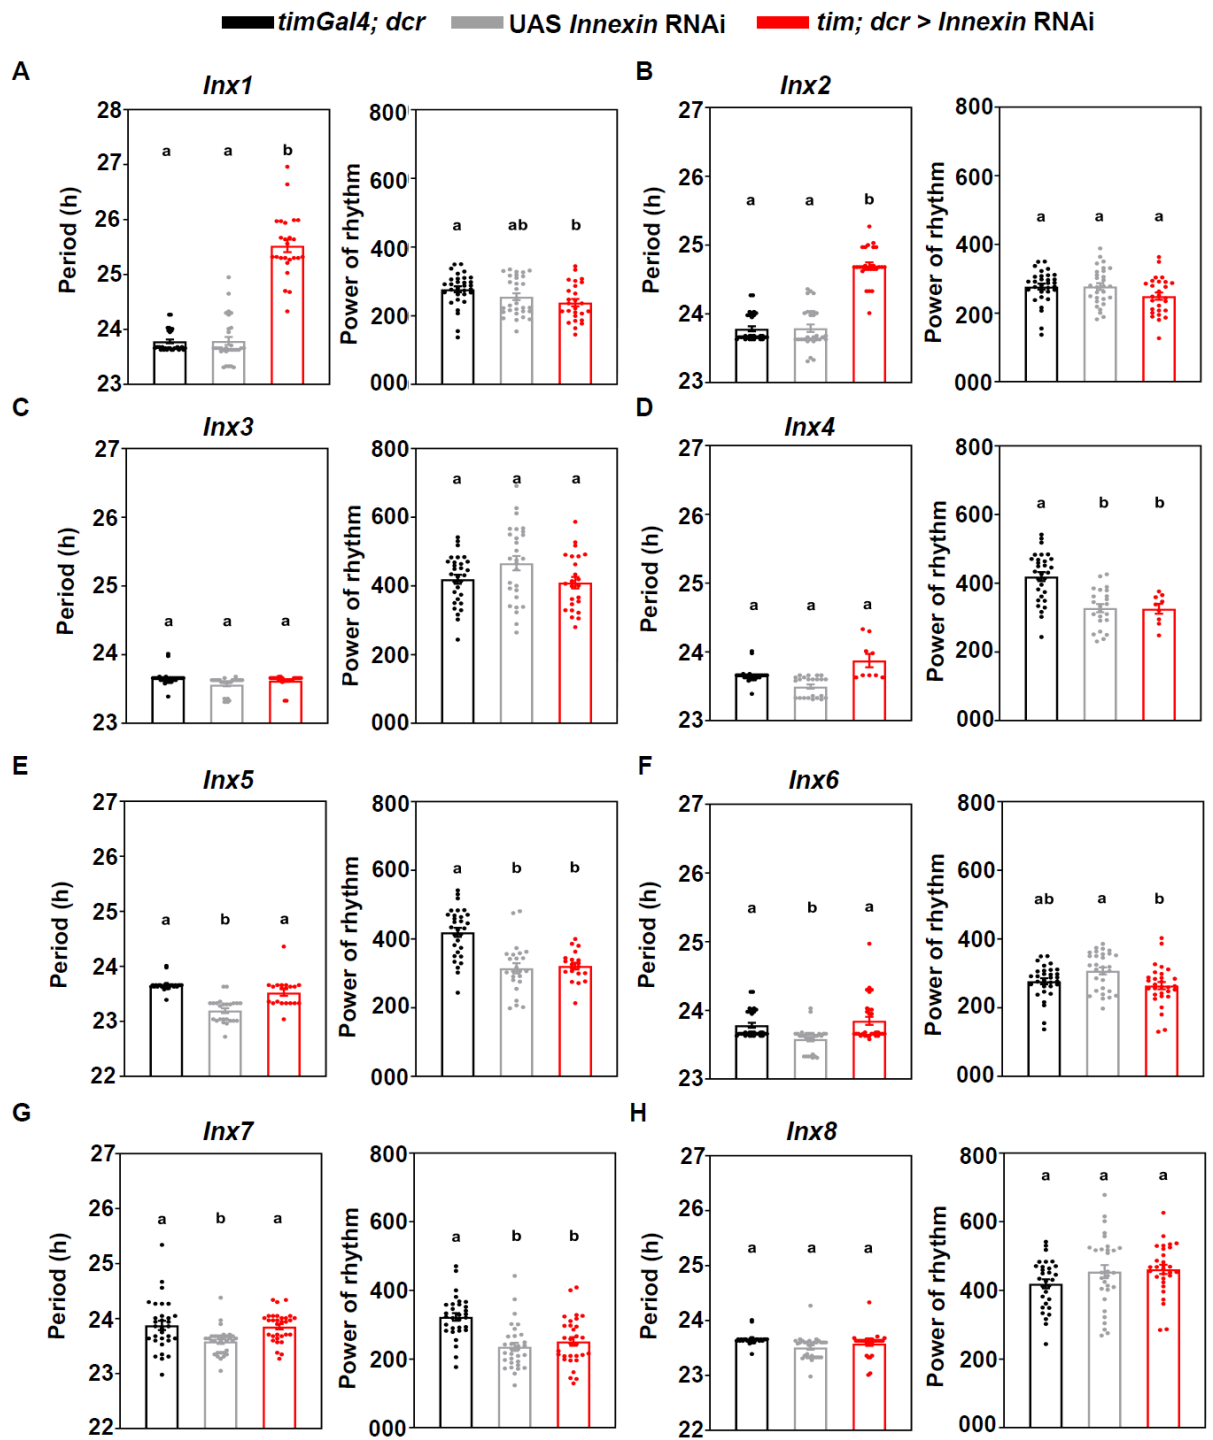 timGal4; dcr UAS Innexin RNAi tim; dcr > Innexin RNAi
A
Inx1
Period (h)
28
27
26
25
24
23
a a b
Power of rhythm
800
600
400
200
000
a ab b
B
Inx2
Period (h)
27
26
25
24
23
a a b
Power of rhythm
800
600
400
200
000
a a a
C
Inx3
Period (h)
27
26
25
24
23
a a a
Power of rhythm
800
600
400
200
000
a a a
D
Inx4
Period (h)
27
26
25
24
23
a a a
Power of rhythm
800
600
400
200
000
a b b
E
Inx5
Period (h)
27
26
25
24
23
22
a b a
Power of rhythm
800
600
400
200
000
a b b
F
Inx6
Period (h)
27
26
25
24
23
a b a
Power of rhythm
800
600
400
200
000
ab a b
G
Inx7
Period (h)
27
26
25
24
23
22
a b a
Power of rhythm
800
600
400
200
000
a b b
H
Inx8
Period (h)
27
26
25
24
23
22
a a a
Power of rhythm
800
600
400
200
000
a a a